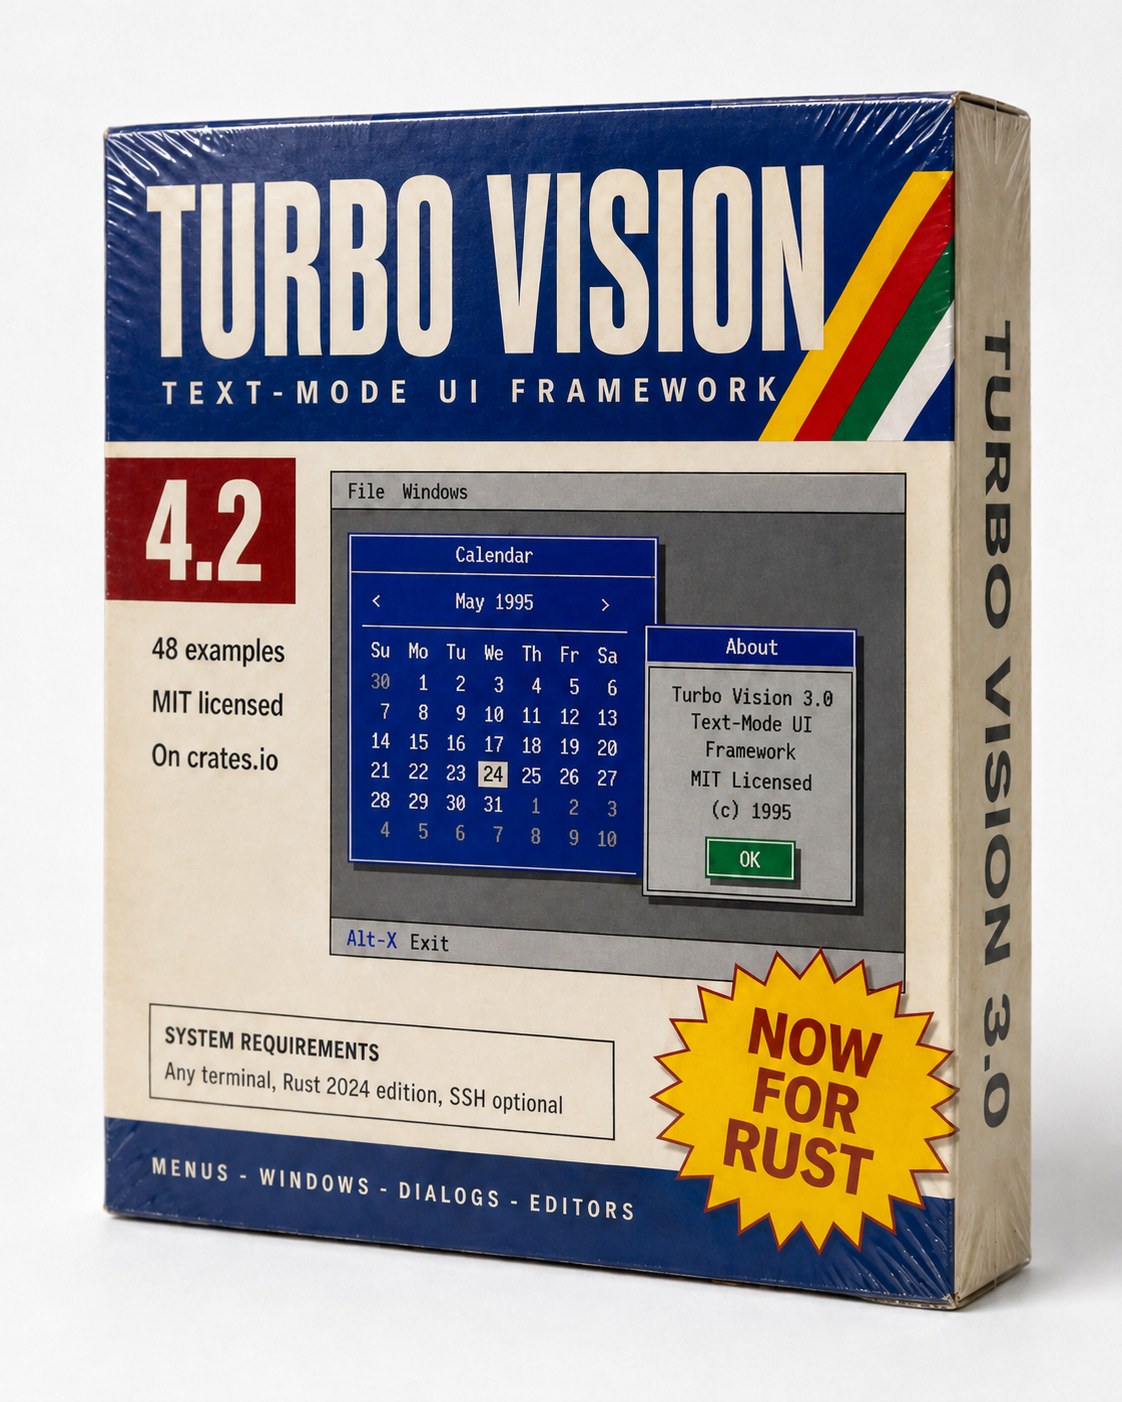 TURBO VISION
TEXT-MODE UI FRAMEWORK
4.2
48 examples
MIT licensed
On crates.io
File Windows
Calendar
< May 1995 >
Su Mo Tu We Th Fr Sa
30 1 2 3 4 5 6
7 8 9 10 11 12 13
14 15 16 17 18 19 20
21 22 23 24 25 26 27
28 29 30 31 1 2 3
4 5 6 7 8 9 10
About
Turbo Vision 3.0
Text-Mode UI
Framework
MIT Licensed
(c) 1995
OK
Alt-X Exit
SYSTEM REQUIREMENTS
Any terminal, Rust 2024 edition, SSH optional
NOW
FOR
RUST
MENUS - WINDOWS - DIALOGS - EDITORS
TURBO VISION 3.0